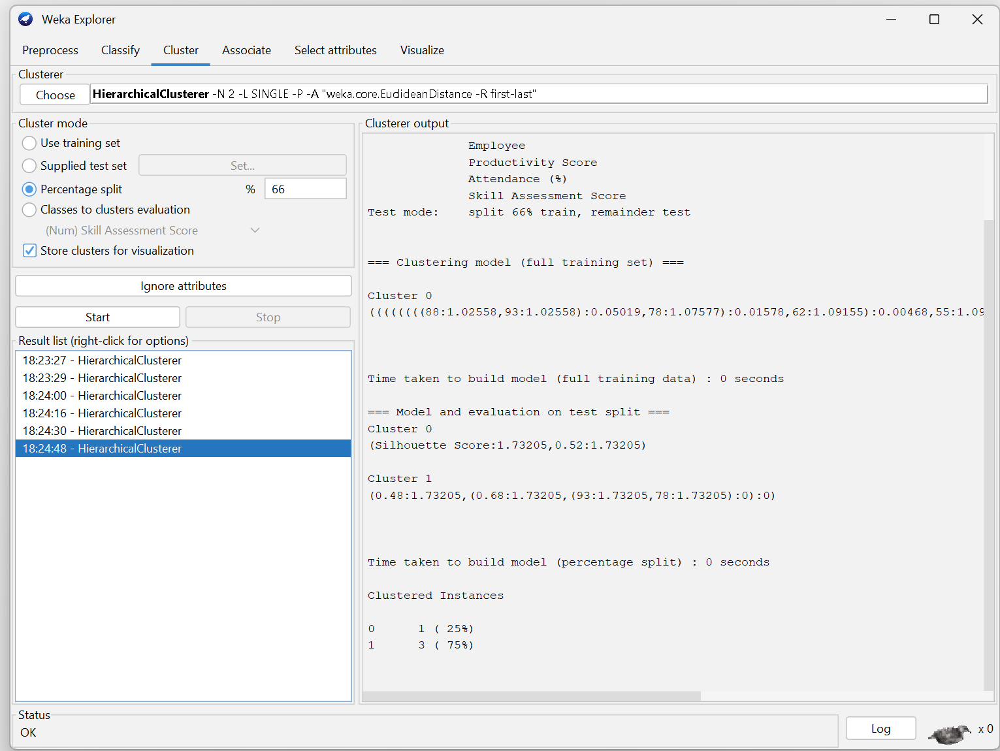 Weka Explorer
Preprocess Classify Cluster Associate Select attributes Visualize
Clusterer
Choose HierarchicalClusterer -N 2 -L SINGLE -P -A "weka.core.EuclideanDistance -R first-last"
Cluster mode
Use training set
Supplied test set Set...
Percentage split % 66
Classes to clusters evaluation
(Num) Skill Assessment Score
Store clusters for visualization
Ignore attributes
Start Stop
Result list (right-click for options)
18:23:27 - HierarchicalClusterer
18:23:29 - HierarchicalClusterer
18:24:00 - HierarchicalClusterer
18:24:16 - HierarchicalClusterer
18:24:30 - HierarchicalClusterer
18:24:48 - HierarchicalClusterer
Clusterer output
Employee
Productivity Score
Attendance (%)
Skill Assessment Score
Test mode: split 66% train, remainder test
=== Clustering model (full training set) ===
Cluster 0
((((((((88:1.02558,93:1.02558):0.05019,78:1.07577):0.01578,62:1.09155):0.00468,55:1.09
Time taken to build model (full training data) : 0 seconds
=== Model and evaluation on test split ===
Cluster 0
(Silhouette Score:1.73205,0.52:1.73205)
Cluster 1
(0.48:1.73205,(0.68:1.73205,(93:1.73205,78:1.73205):0):0)
Time taken to build model (percentage split) : 0 seconds
Clustered Instances
0 1 ( 25%)
1 3 ( 75%)
Status
OK
Log x 0